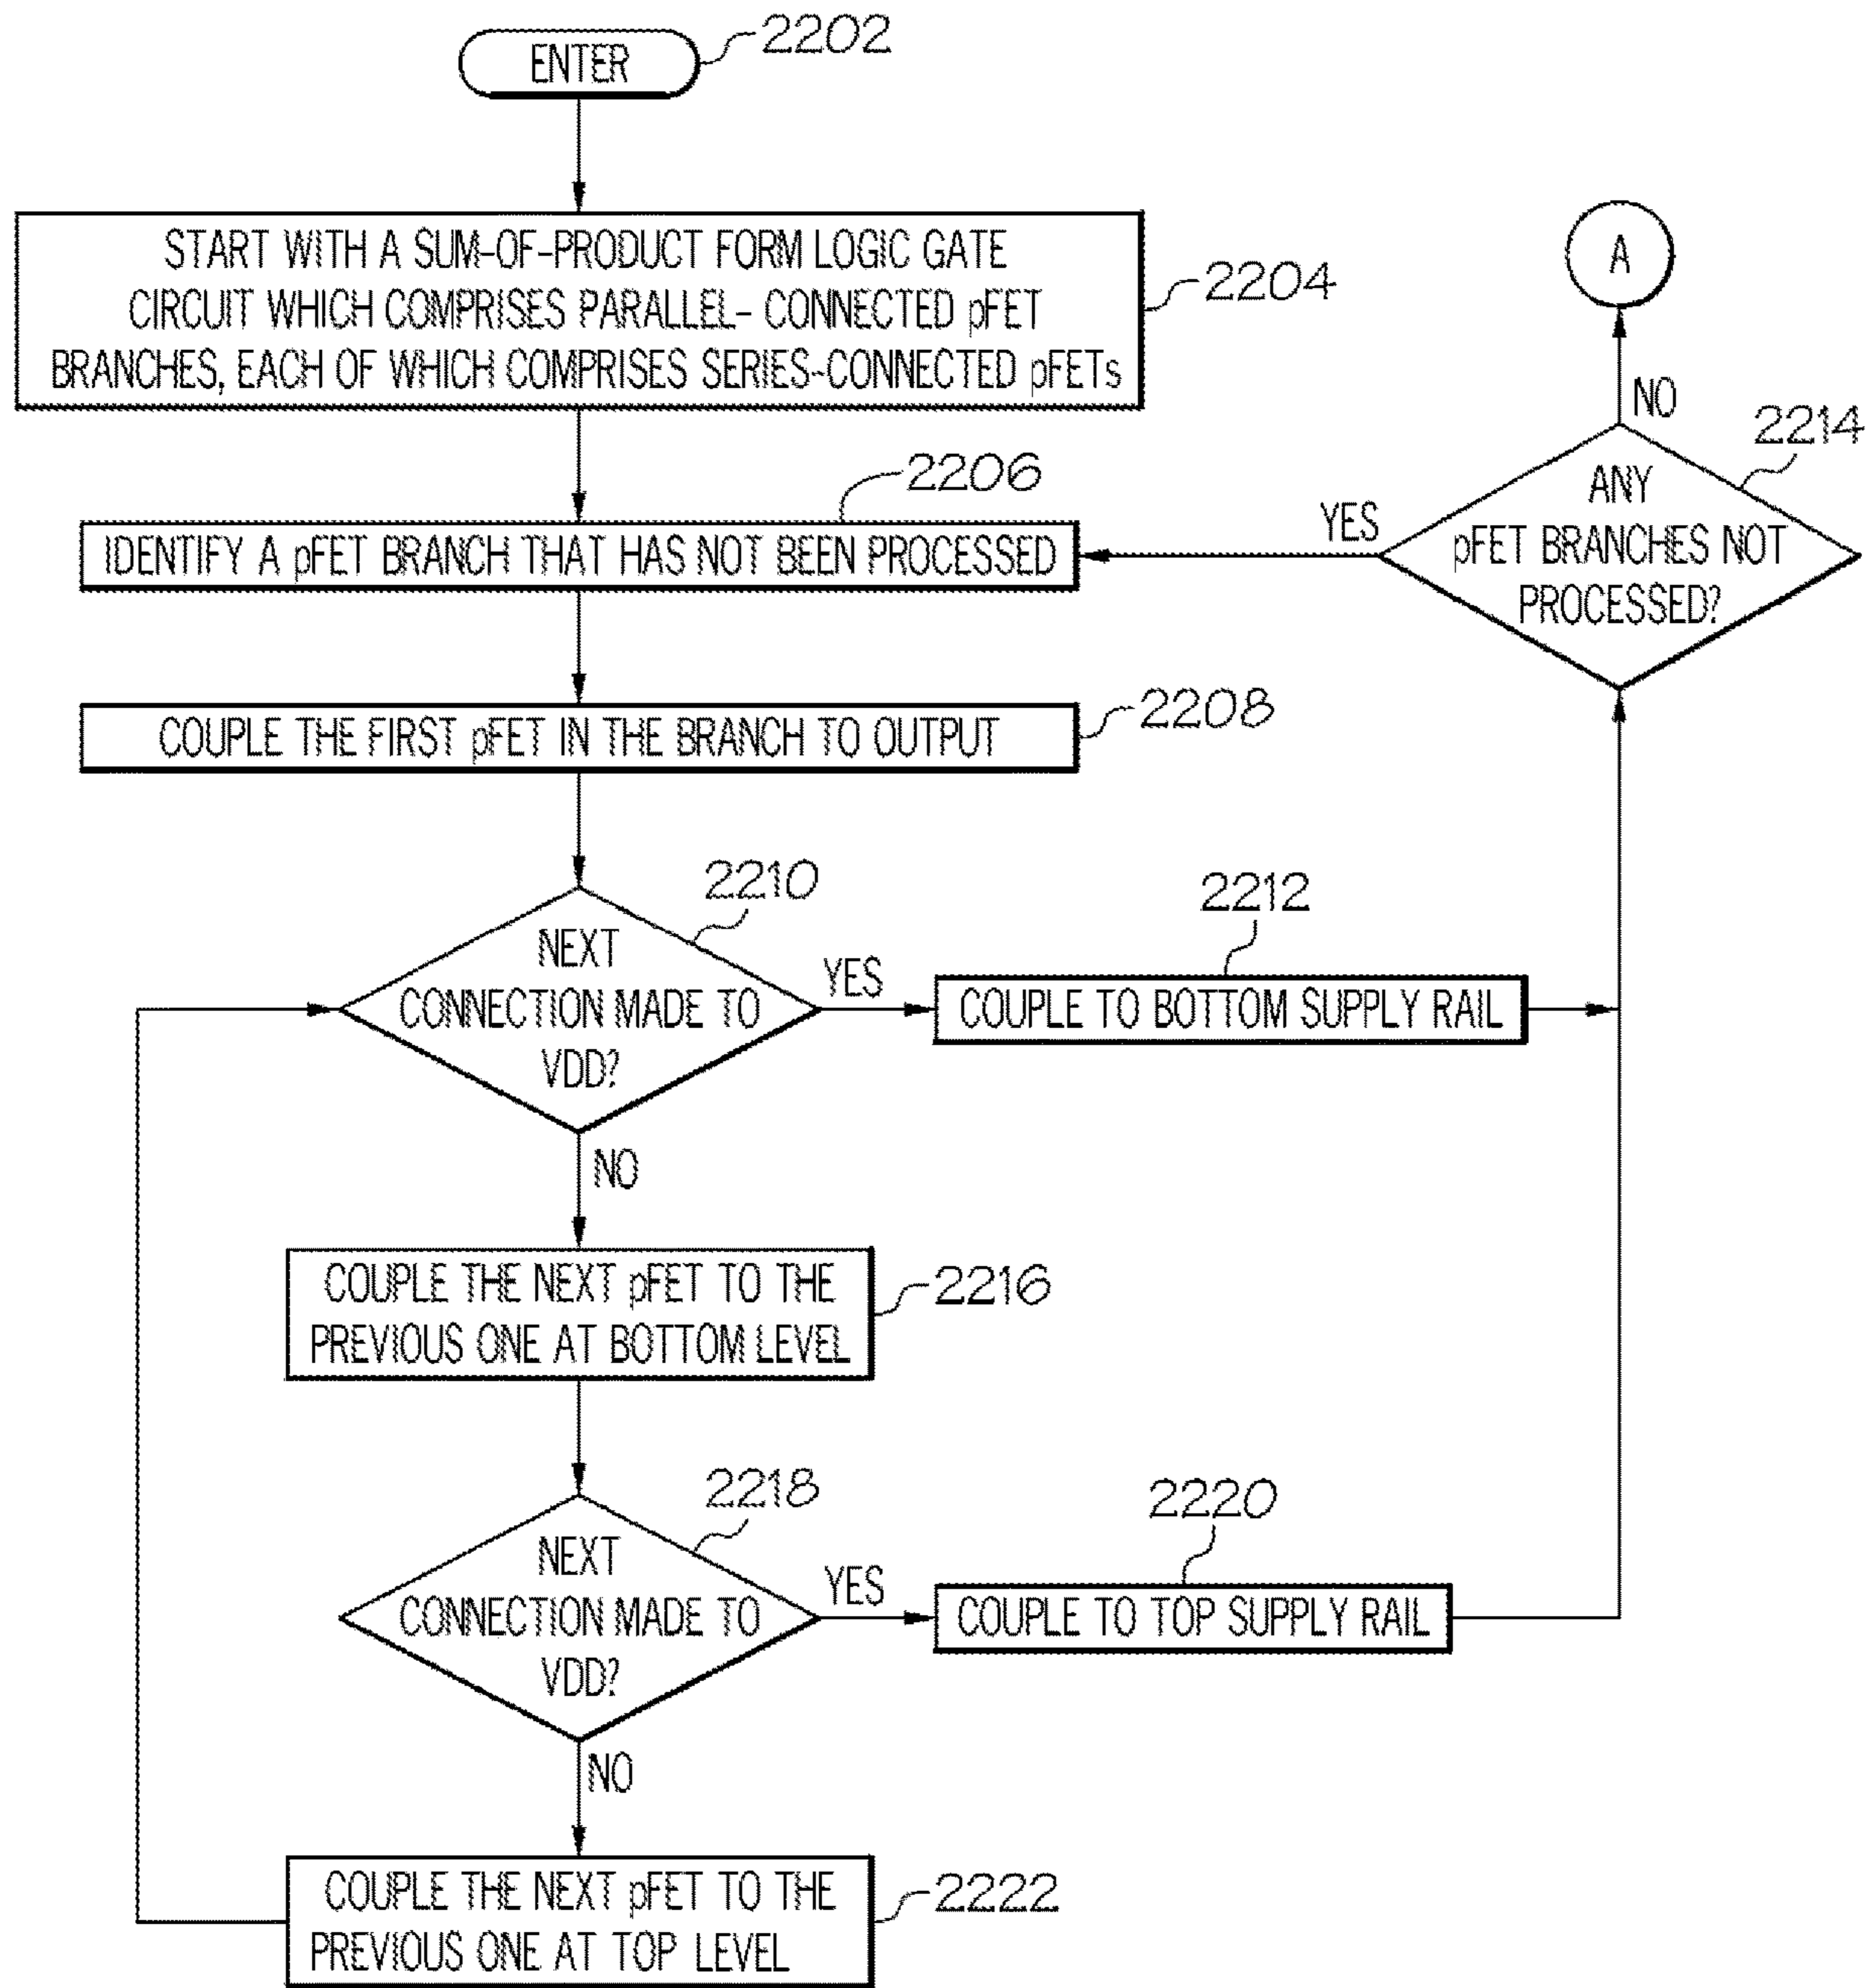 ENTER
2202
START WITH A SUM-OF-PRODUCT FORM LOGIC GATE
CIRCUIT WHICH COMPRISES PARALLEL- CONNECTED pFET
BRANCHES, EACH OF WHICH COMPRISES SERIES-CONNECTED pFETs
2204
A
NO
2214
ANY
pFET BRANCHES NOT
PROCESSED?
YES
2206
IDENTIFY A pFET BRANCH THAT HAS NOT BEEN PROCESSED
COUPLE THE FIRST pFET IN THE BRANCH TO OUTPUT
2208
2210
NEXT
CONNECTION MADE TO
VDD?
YES
2212
COUPLE TO BOTTOM SUPPLY RAIL
NO
COUPLE THE NEXT pFET TO THE
PREVIOUS ONE AT BOTTOM LEVEL
2216
2218
NEXT
CONNECTION MADE TO
VDD?
YES
2220
COUPLE TO TOP SUPPLY RAIL
NO
COUPLE THE NEXT pFET TO THE
PREVIOUS ONE AT TOP LEVEL
2222